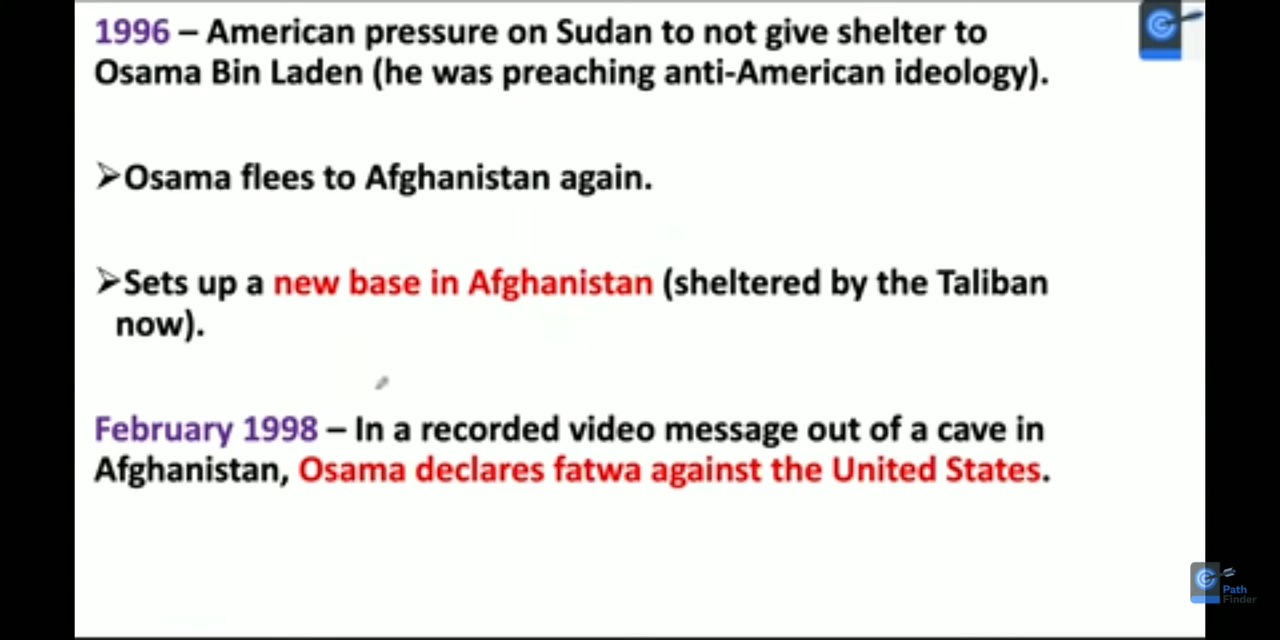 1996 – American pressure on Sudan to not give shelter to
Osama Bin Laden (he was preaching anti-American ideology).
➢Osama flees to Afghanistan again.
➢Sets up a new base in Afghanistan (sheltered by the Taliban
now).
February 1998 – In a recorded video message out of a cave in
Afghanistan, Osama declares fatwa against the United States.
Path
Finder